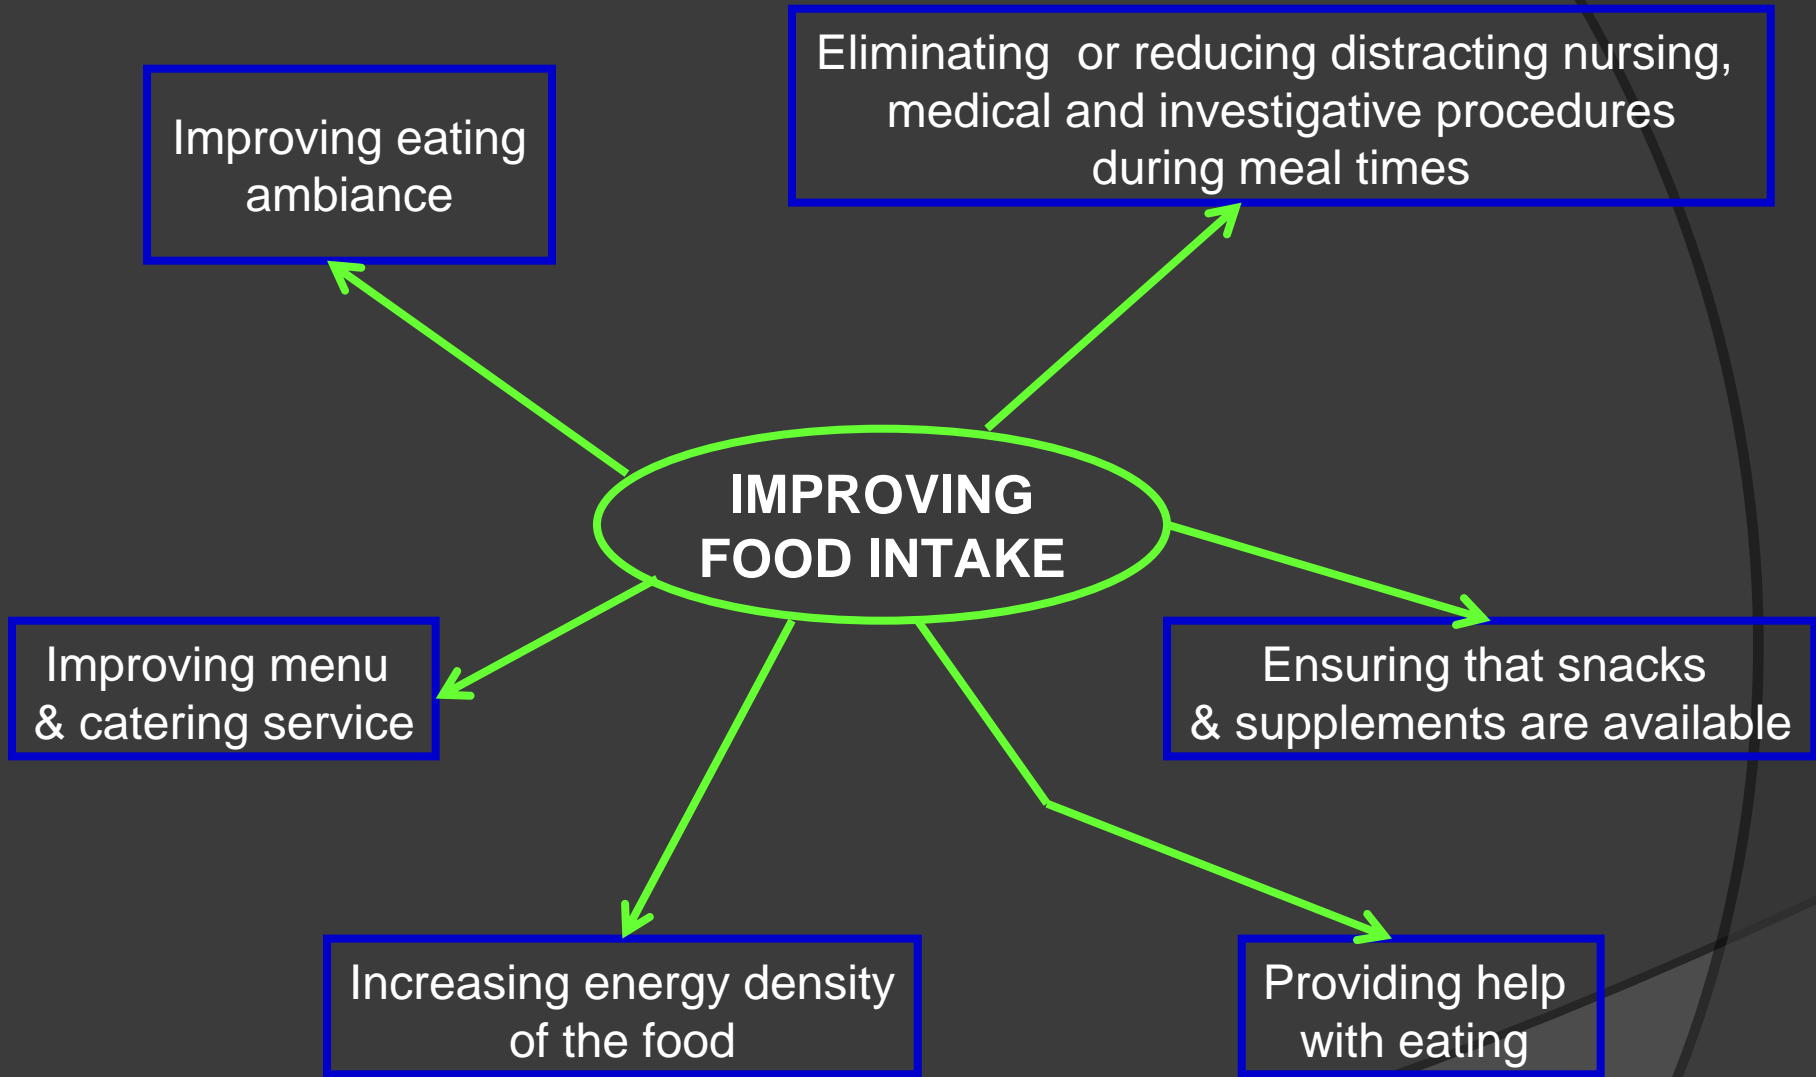 Eliminating  or reducing distracting nursing,
medical and investigative procedures
during meal times
Improving eating
ambiance
IMPROVING
FOOD INTAKE
Improving menu
& catering service
Ensuring that snacks
& supplements are available
Increasing energy density
of the food
Providing help
with eating